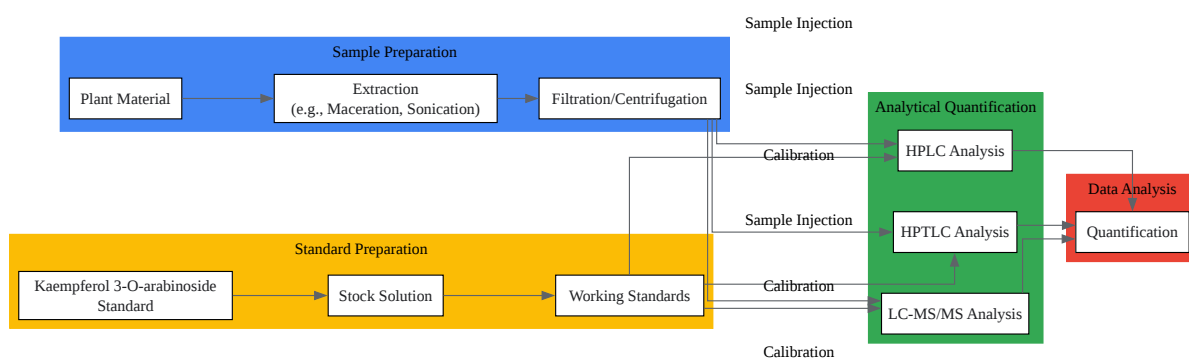 Sample Injection
Sample Preparation
Plant Material
Extraction
(e.g., Maceration, Sonication)
Filtration/Centrifugation
Sample Injection
Analytical Quantification
HPLC Analysis
Calibration
Data Analysis
Sample Injection
HPTLC Analysis
Quantification
Standard Preparation
Kaempferol 3-O-arabinoside
Standard
Stock Solution
Working Standards
Calibration
LC-MS/MS Analysis
Calibration